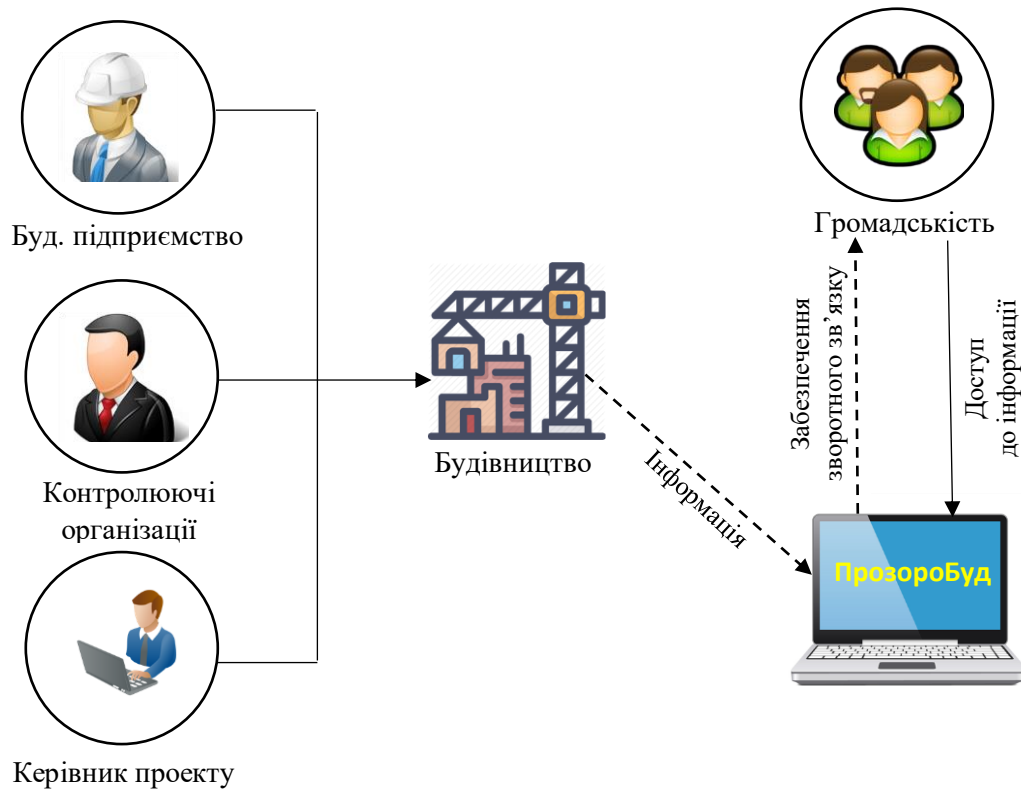 Буд. підприємство
Громадськість
Контролюючі
організації
Будівництво
Інформація
Забезпечення
зворотного зв’язку
Доступ
до інформації
ПрозороБуд
Керівник проекту